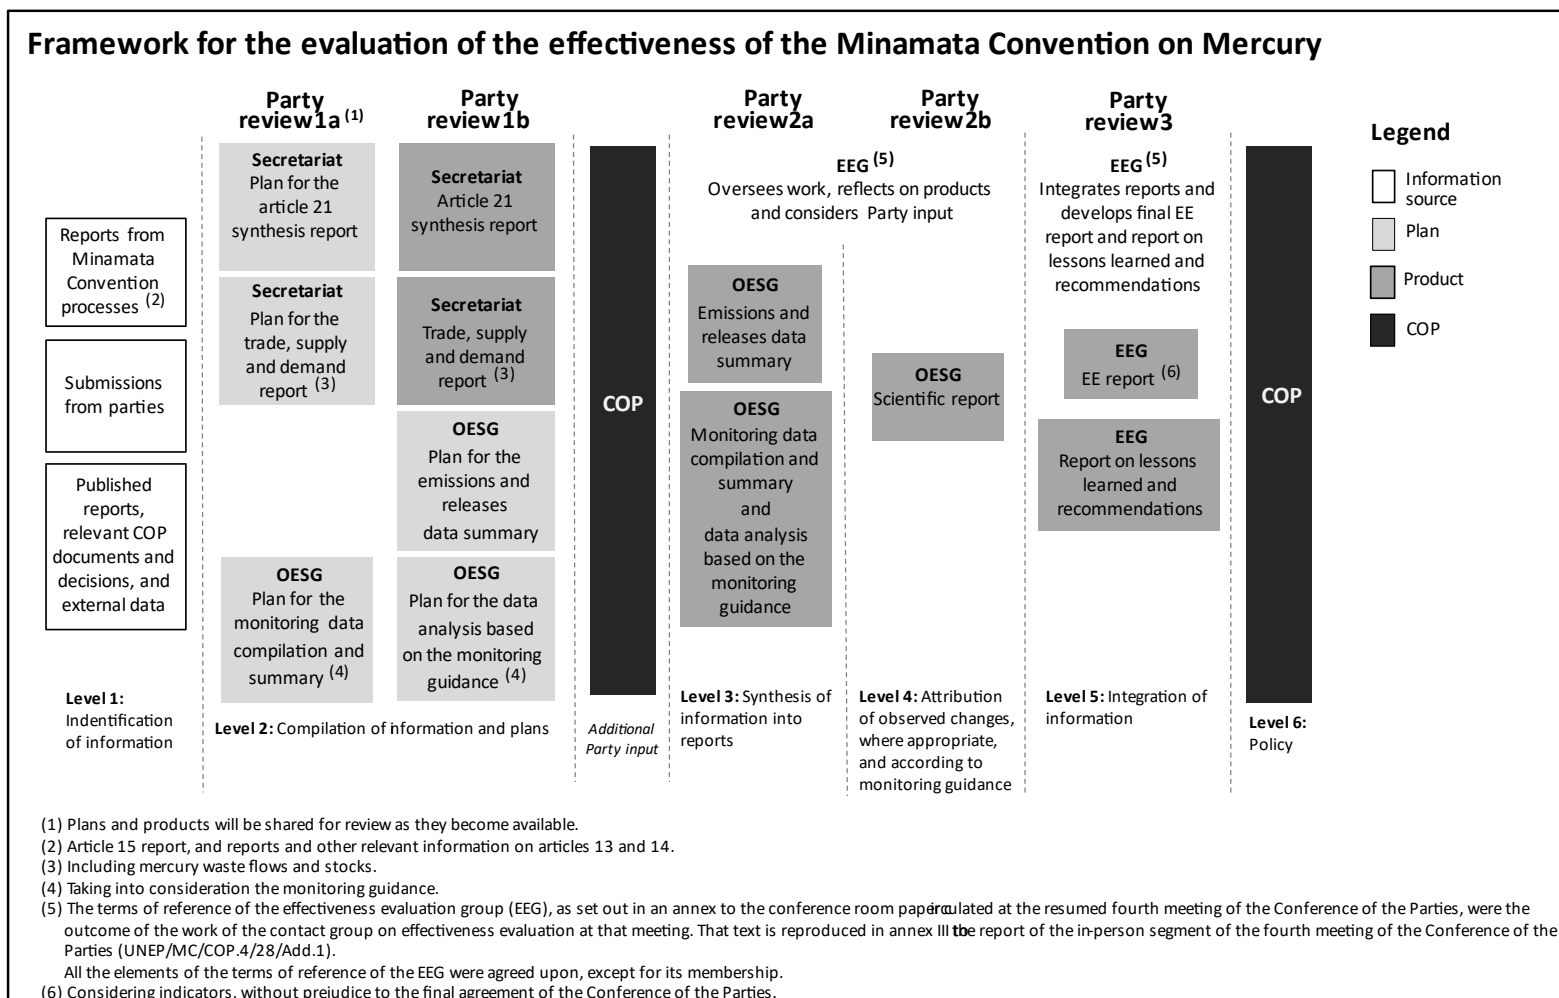 Framework for the evaluation of the effectiveness of the Minamata Convention on Mercury
Reports from
Minamata
Convention
processes (2)
Submissions
from parties
Published
reports,
relevant COP
documents and
decisions, and
external data
Level 1:
Indentification
of information
Party
review1a (1)
Secretariat
Plan for the
article 21
synthesis report
Secretariat
Plan for the
trade, supply
and demand
report (3)
OESG
Plan for the
monitoring data
compilation and
summary (4)
Party
review1b
Secretariat
Article 21
synthesis report
Secretariat
Trade, supply
and demand
report (3)
OESG
Plan for the
emissions and
releases
data summary
OESG
Plan for the data
analysis based
on the monitoring
guidance (4)
Level 2: Compilation of information and plans
COP
Additional
Party input
Party
review2a
Party
review2b
EEG (5)
Oversees work, reflects on products
and considers Party input
OESG
Emissions and
releases data
summary
OESG
Monitoring data
compilation and
summary
and
data analysis
based on the
monitoring
guidance
Level 3: Synthesis of
information into
reports
OESG
Scientific report
Level 4: Attribution
of observed changes,
where appropriate,
and according to
monitoring guidance
Party
review3
EEG (5)
Integrates reports and
develops final EE
report and report on
lessons learned and
recommendations
EEG
EE report (6)
EEG
Report on lessons
learned and
recommendations
Level 5: Integration of
information
COP
Level 6:
Policy
Legend
Information
source
Plan
Product
COP
(1) Plans and products will be shared for review as they become available.
(2) Article 15 report, and reports and other relevant information on articles 13 and 14.
(3) Including mercury waste flows and stocks.
(4) Taking into consideration the monitoring guidance.
(5) The terms of reference of the effectiveness evaluation group (EEG), as set out in an annex to the conference room paper circulated at the resumed fourth meeting of the Conference of the Parties, were the
outcome of the work of the contact group on effectiveness evaluation at that meeting. That text is reproduced in annex III to the report of the in-person segment of the fourth meeting of the Conference of the
Parties (UNEP/MC/COP.4/28/Add.1).
All the elements of the terms of reference of the EEG were agreed upon, except for its membership.
(6) Considering indicators, without prejudice to the final agreement of the Conference of the Parties.